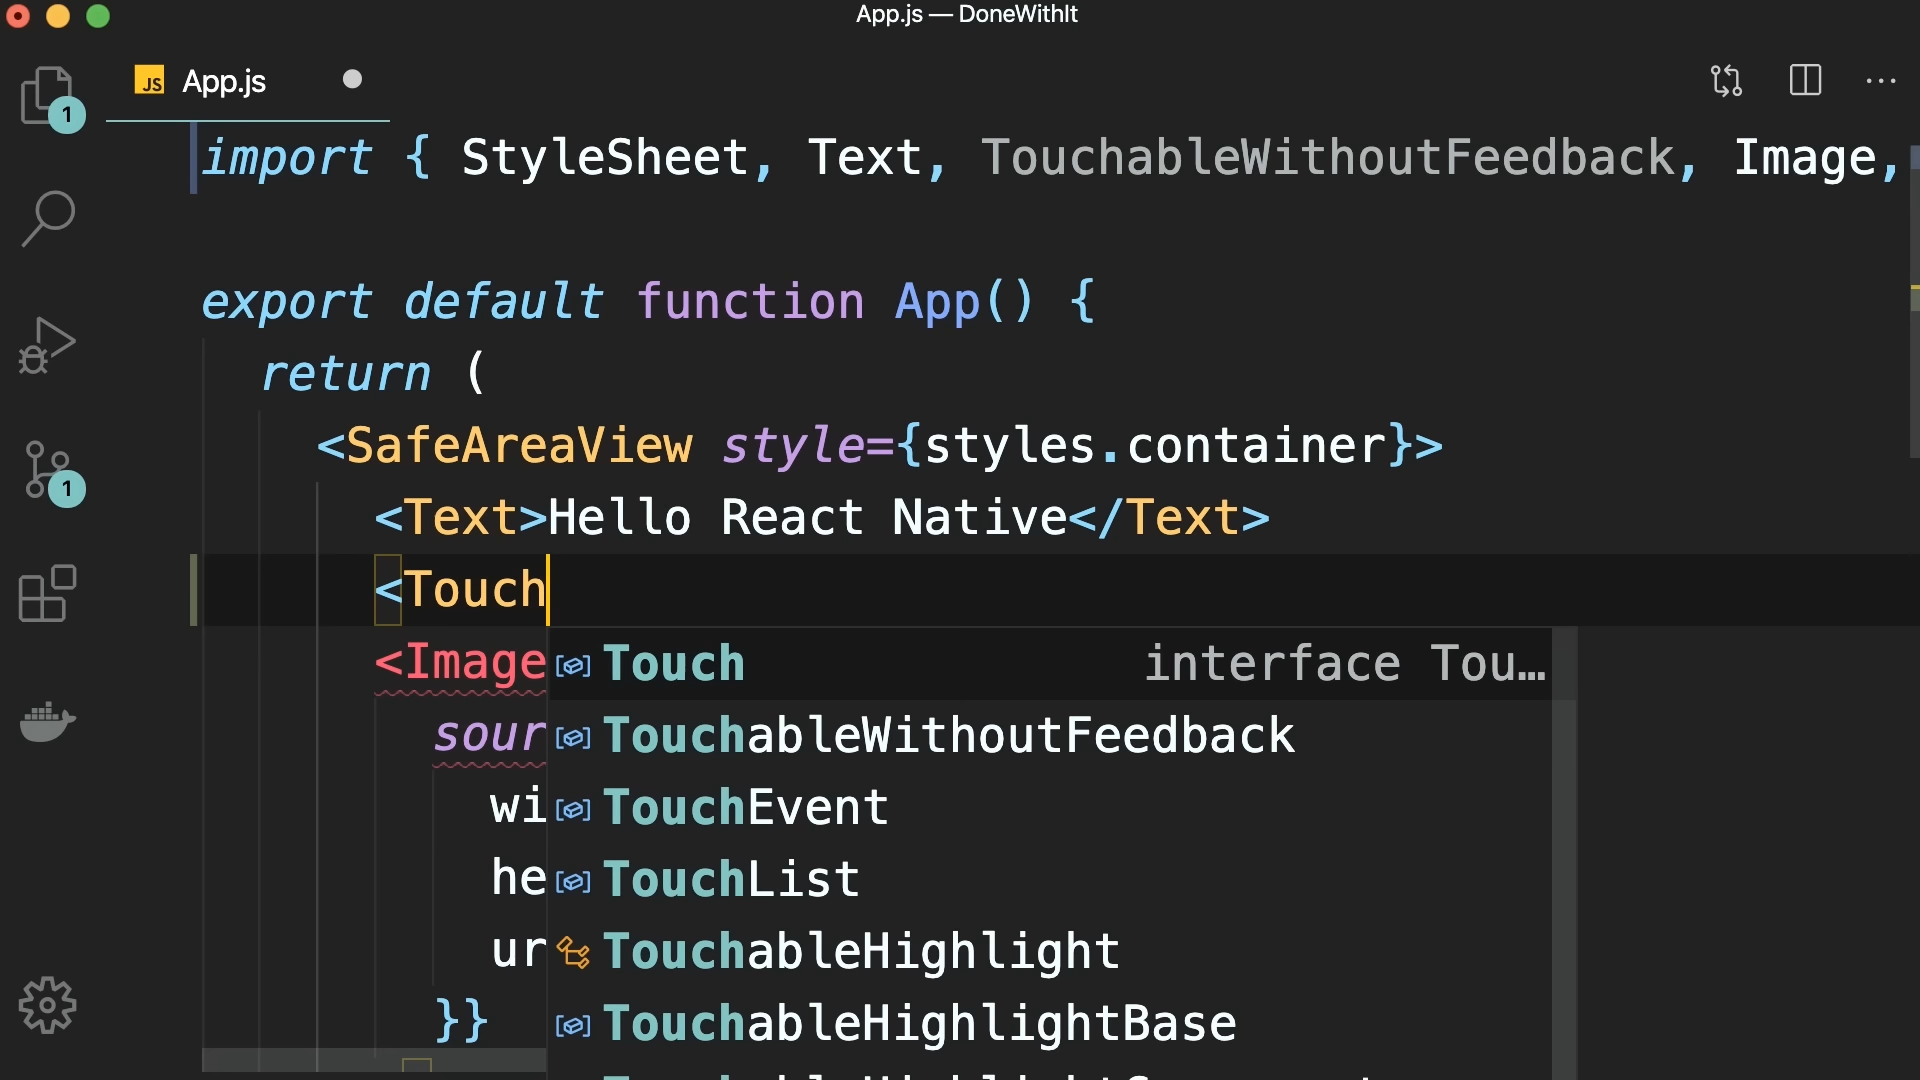 App.js — DoneWithIt
JS App.js
1
import { StyleSheet, Text, TouchableWithoutFeedback, Image,
export default function App() {
return (
<SafeAreaView style={styles.container}>
1
<Text>Hello React Native</Text>
<Touch
<Image
Touch interface Tou…
sour
TouchableWithoutFeedback
wi
TouchEvent
he
TouchList
ur
TouchableHighlight
}}
TouchableHighlightBase